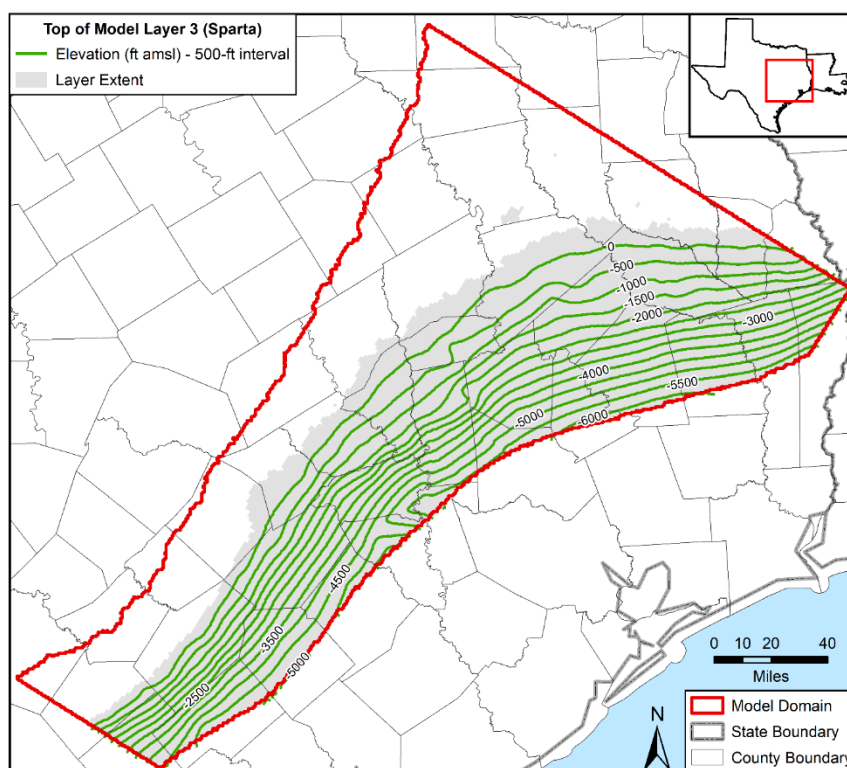 Top of Model Layer 3 (Sparta)
Elevation (ft amsl) - 500-ft interval
Layer Extent
0
-500
-1000
-1500
-2000
-3000
-4000
-5500
-5000
-6000
-4500
-3500
-5000
-2500
0 10 20 40
Miles
N
Model Domain
State Boundary
County Boundary